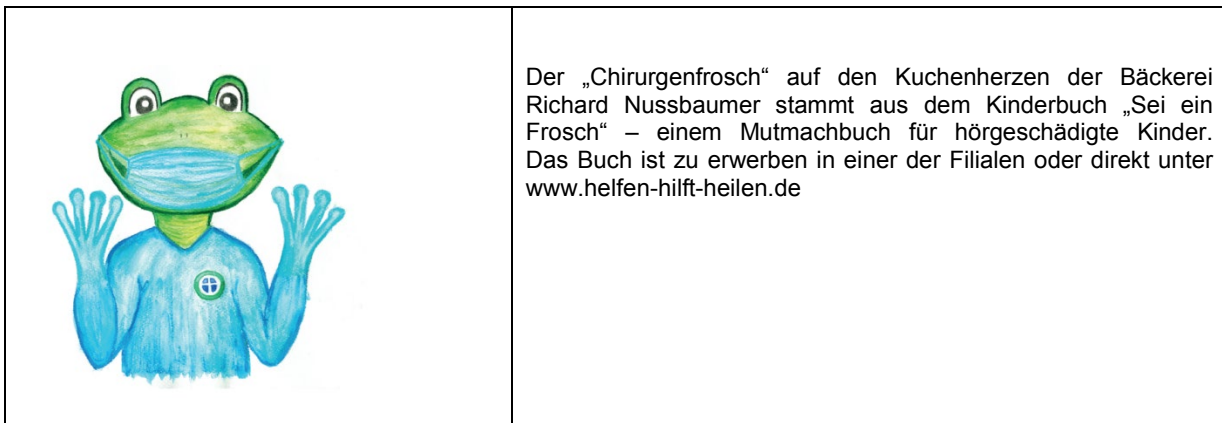 Der „Chirurgenfrosch“ auf den Kuchenherzen der Bäckerei
Richard Nussbaumer stammt aus dem Kinderbuch „Sei ein
Frosch“ – einem Mutmachbuch für hörgeschädigte Kinder.
Das Buch ist zu erwerben in einer der Filialen oder direkt unter
www.helfen-hilft-heilen.de